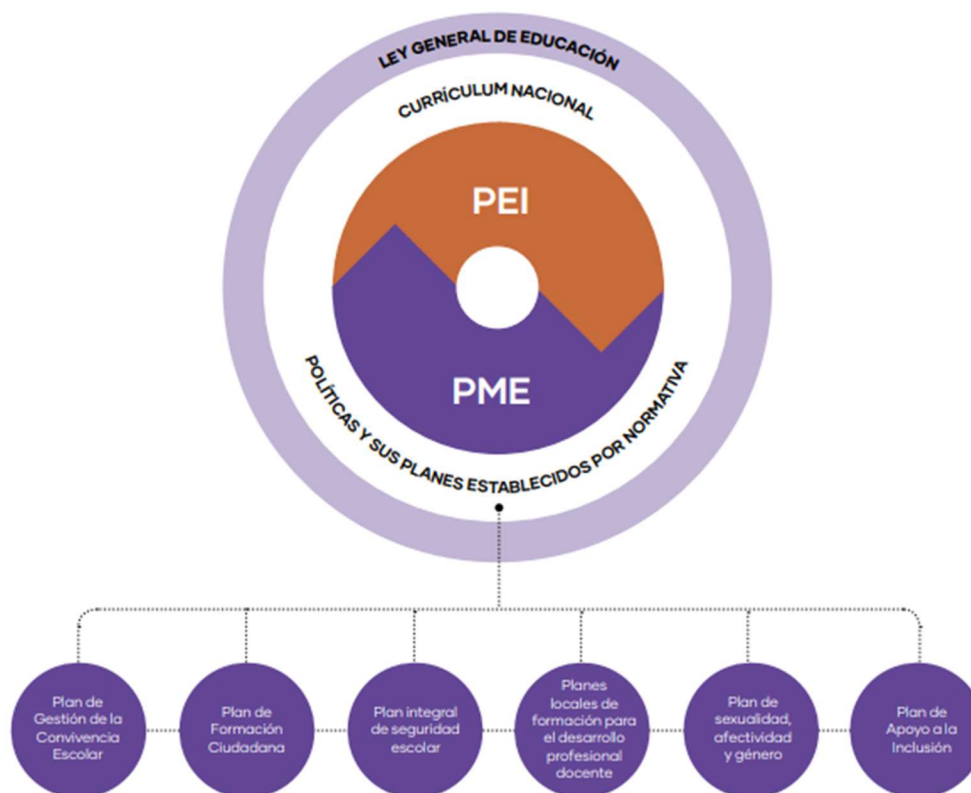 LEY GENERAL DE EDUCACIÓN
CURRÍCULUM NACIONAL
PEI
PME
POLÍTICAS Y SUS PLANES ESTABLECIDOS POR NORMATIVA
Plan de
Gestión de la
Convivencia
Escolar
Plan de
Formación
Ciudadana
Plan integral
de seguridad
escolar
Planes
locales de
formación para
el desarrollo
profesional
docente
Plan de
sexualidad,
afectividad
y género
Plan de
Apoyo a la
Inclusión